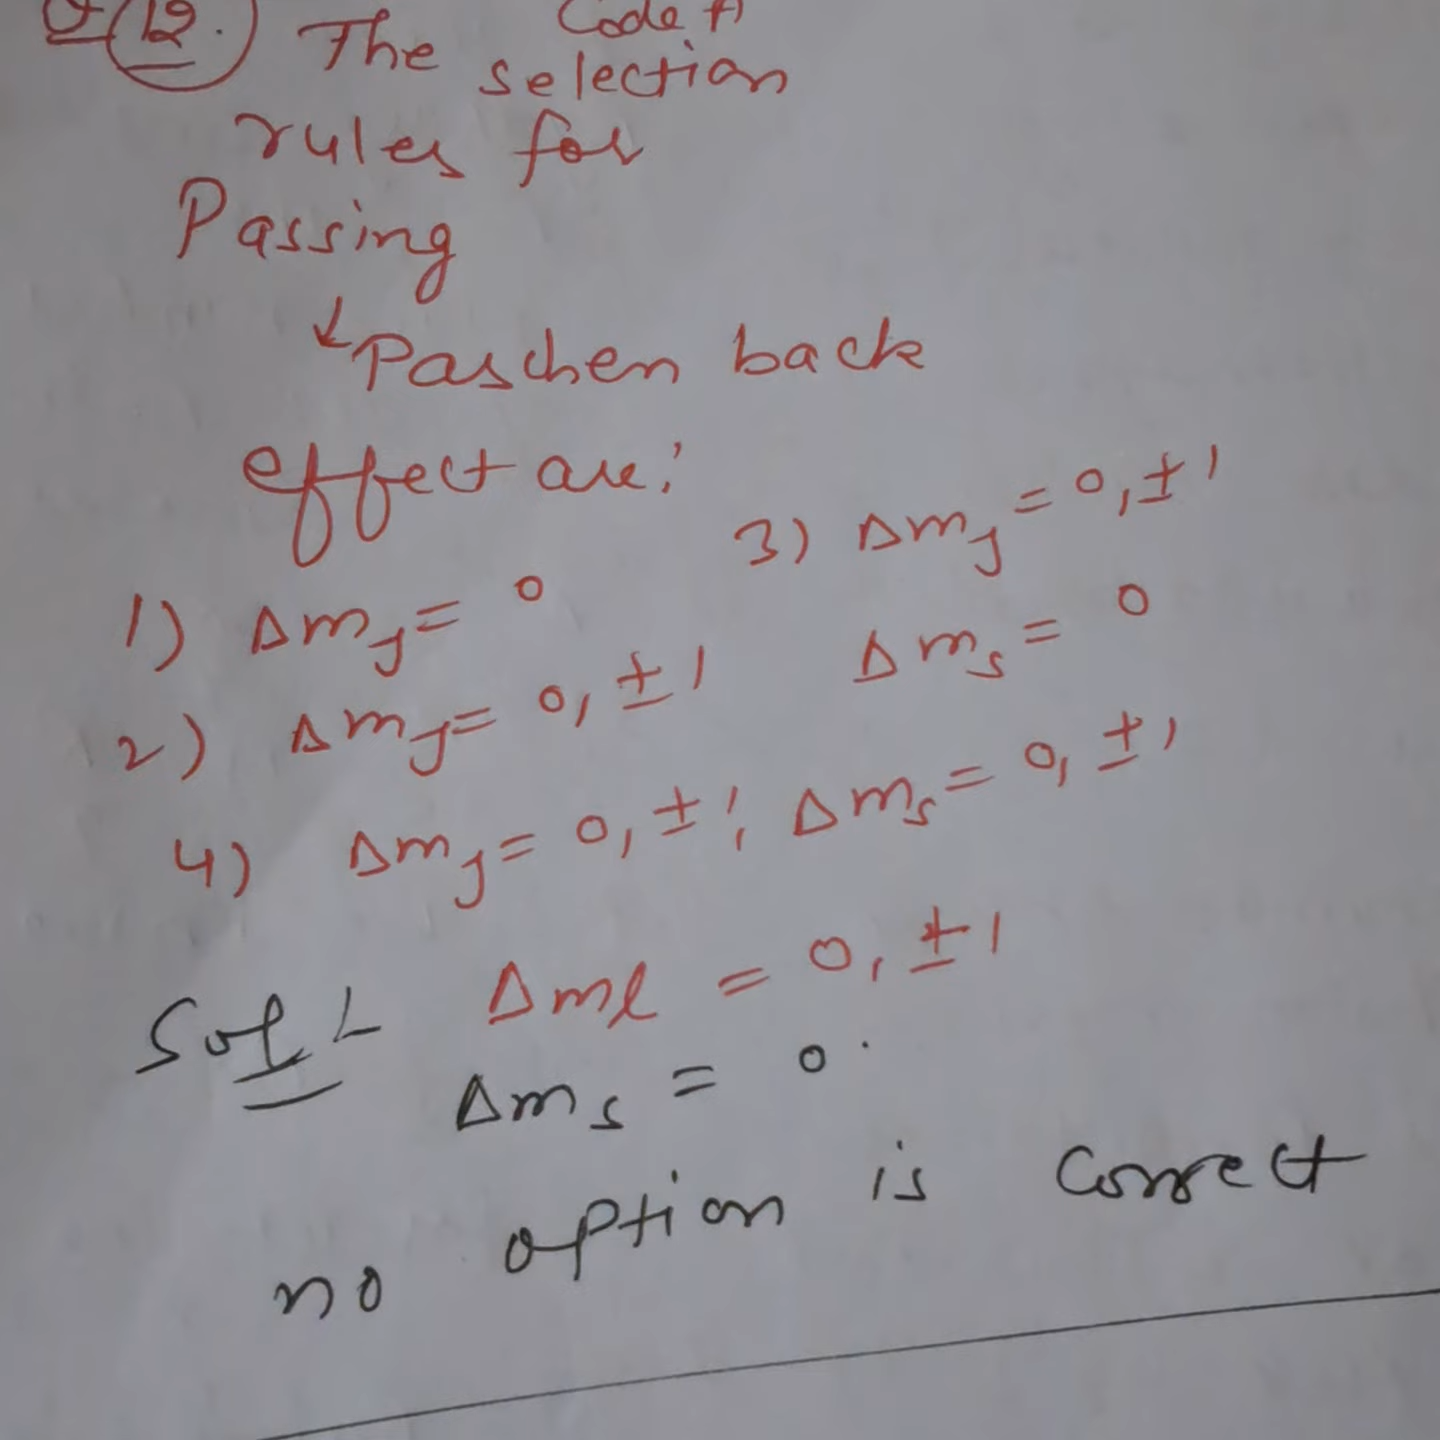 Q (12.) The Code A
selection
rules for
Passing
↙ Paschen back
effect are:
1) Δmj = 0
2) Δmj = 0, ±1
3) Δmj = 0, ±1
Δms = 0
4) Δmj = 0, ±1, Δms = 0, ±1
Sol⊥ Δml = 0, ±1
Δms = 0.
no option is correct